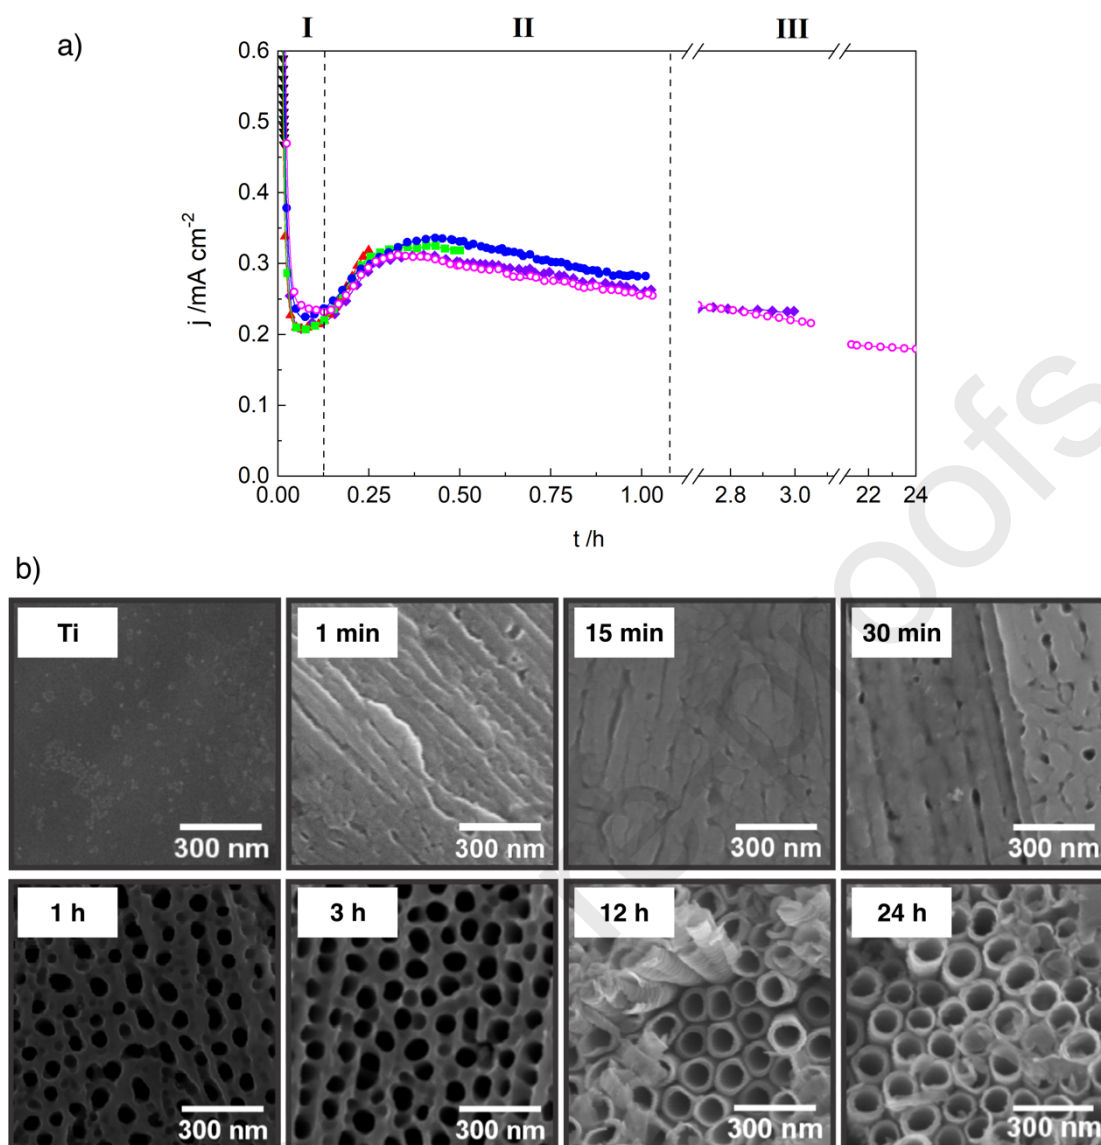 a)
I II III
0.6
0.5
0.4
0.3
0.2
0.1
0.0
j /mA cm-2
0.00 0.25 0.50 0.75 1.00 2.8 3.0 22 24
t /h
b)
Ti 1 min 15 min 30 min
300 nm 300 nm 300 nm 300 nm
1 h 3 h 12 h 24 h
300 nm 300 nm 300 nm 300 nm